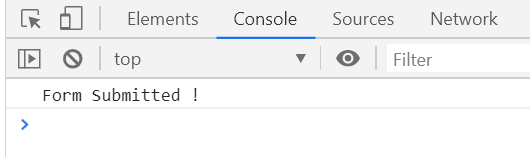 Elements Console Sources Network
top Filter
Form Submitted !